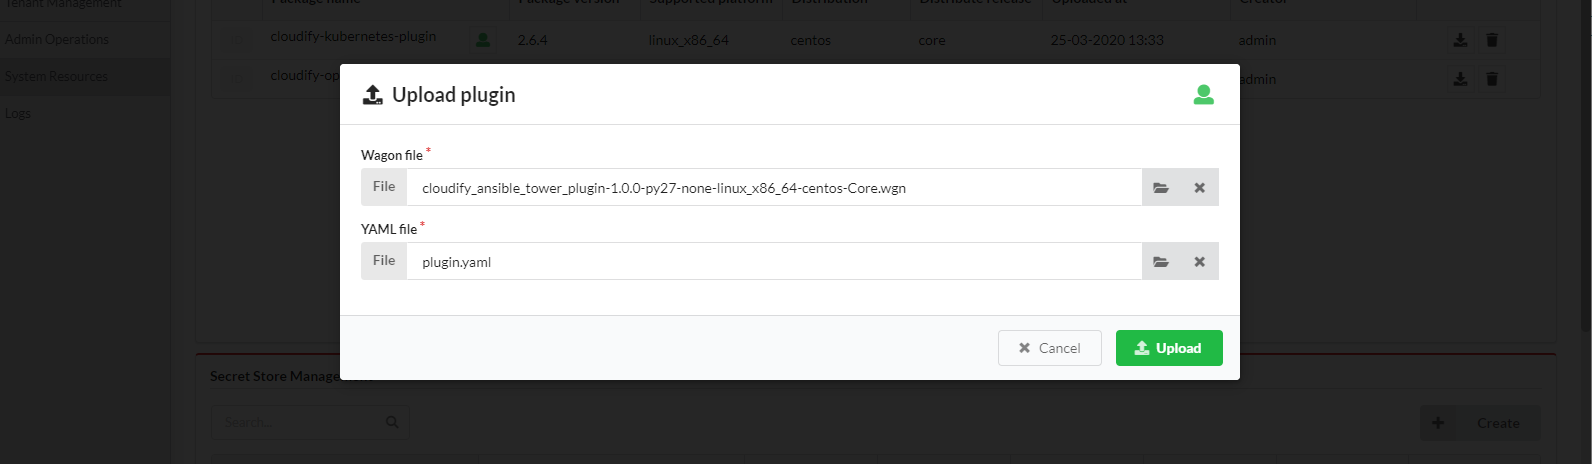 Tenant Management
Package name Package version Supported platform Distribution Distribute release Uploaded at Creator
Admin Operations
cloudify-kubernetes-plugin 2.6.4 linux_x86_64 centos core 25-03-2020 13:33 admin
System Resources
cloudify-op admin
Logs
Upload plugin
Wagon file *
File cloudify_ansible_tower_plugin-1.0.0-py27-none-linux_x86_64-centos-Core.wgn
YAML file *
File plugin.yaml
Cancel Upload
Secret Store Manage
Search...
Create